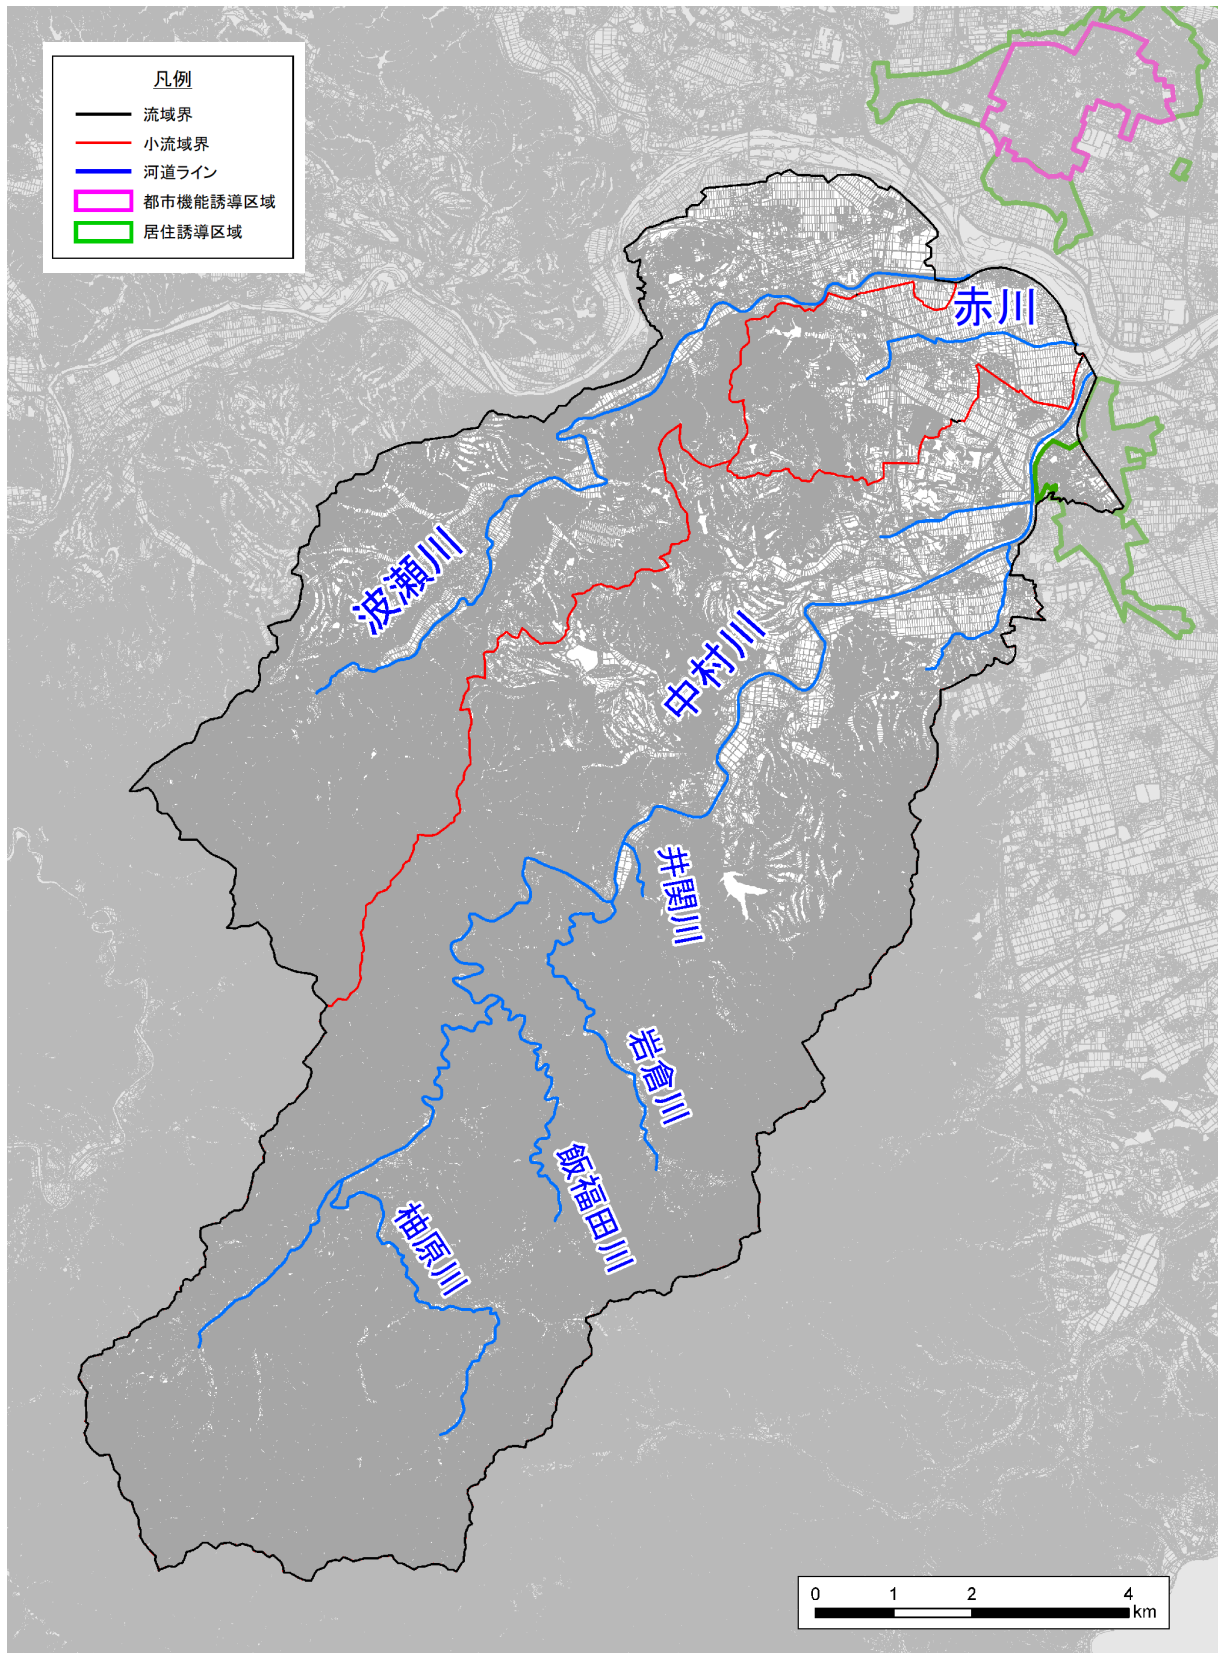 凡例
流域界
小流域界
河道ライン
都市機能誘導区域
居住誘導区域
赤川
波瀬川
中村川
井関川
岩倉川
飯福田川
柚原川
0 1 2 4
km